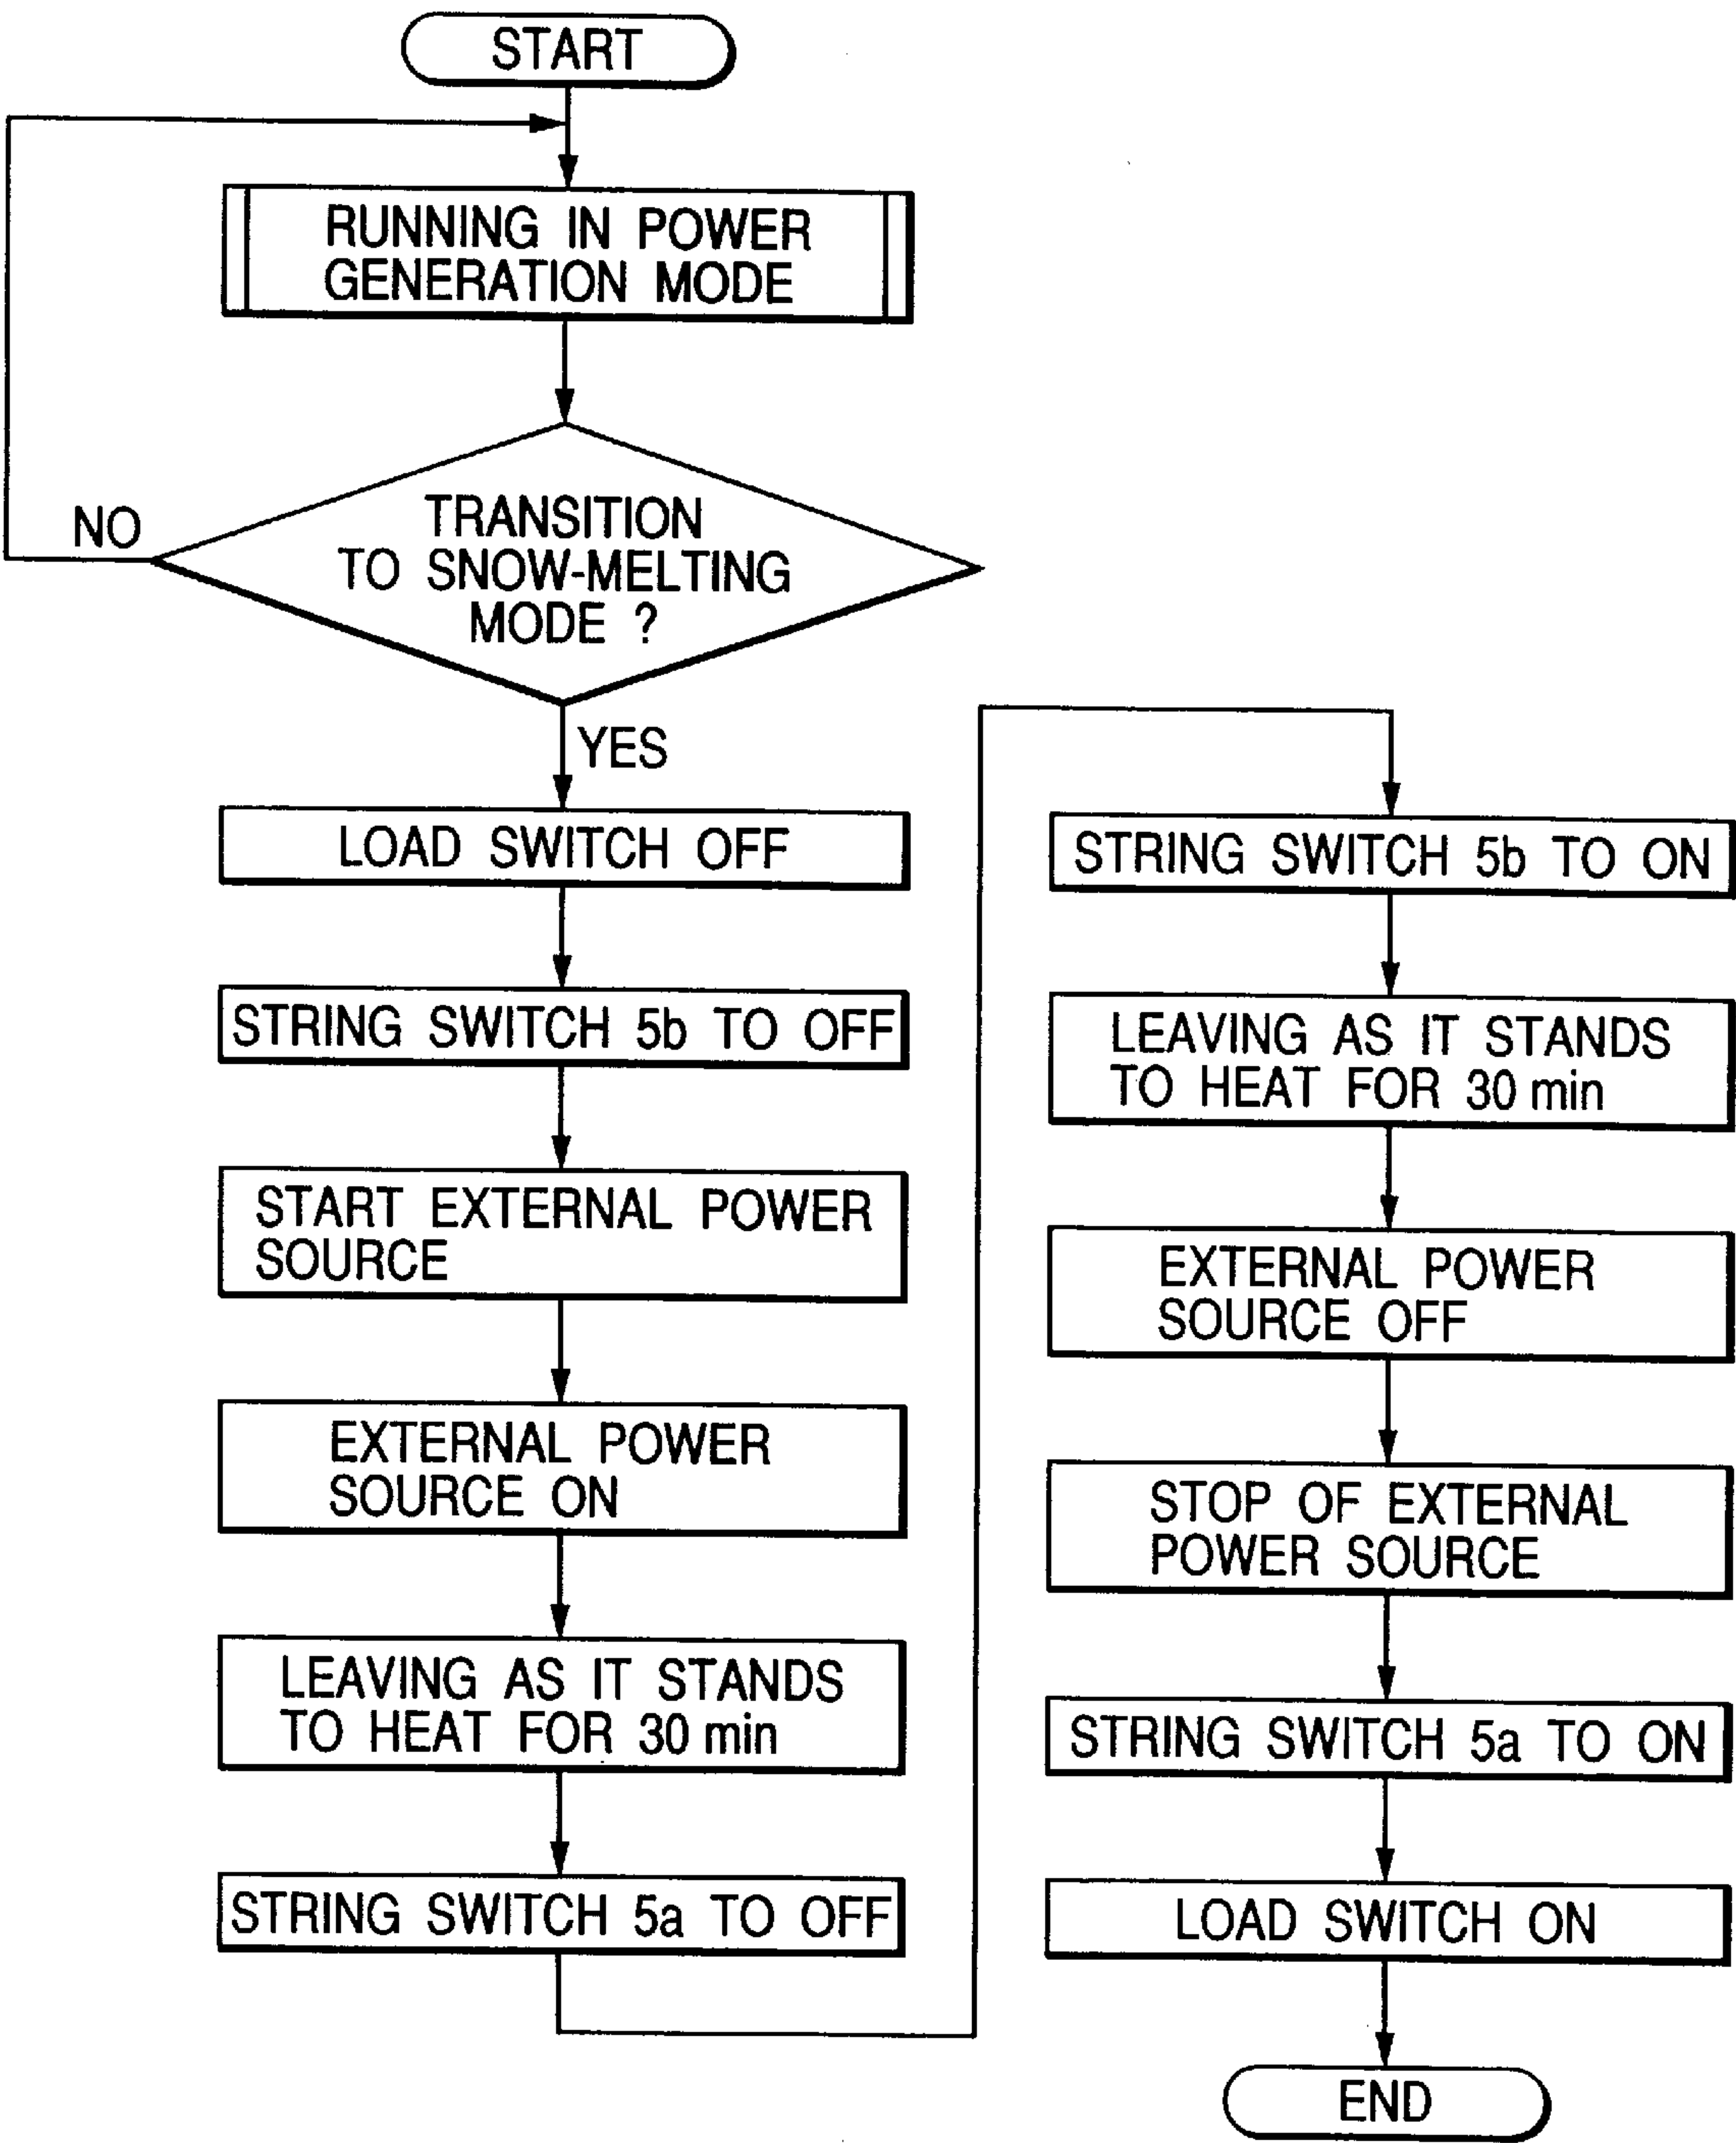 START
RUNNING IN POWER
GENERATION MODE
TRANSITION
TO SNOW-MELTING
MODE ?
NO
YES
LOAD SWITCH OFF
STRING SWITCH 5b TO OFF
START EXTERNAL POWER
SOURCE
EXTERNAL POWER
SOURCE ON
LEAVING AS IT STANDS
TO HEAT FOR 30 min
STRING SWITCH 5a TO OFF
STRING SWITCH 5b TO ON
LEAVING AS IT STANDS
TO HEAT FOR 30 min
EXTERNAL POWER
SOURCE OFF
STOP OF EXTERNAL
POWER SOURCE
STRING SWITCH 5a TO ON
LOAD SWITCH ON
END